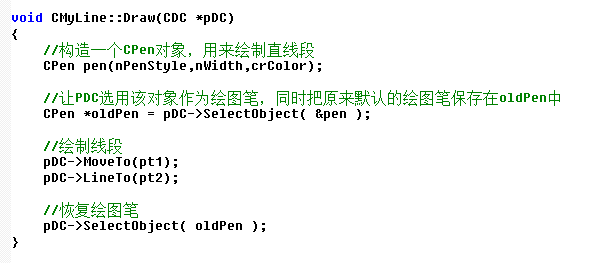 void CMyLine::Draw(CDC *pDC)
{
//构造一个CPen对象，用来绘制直线段
CPen pen(nPenStyle,nWidth,crColor);
//让PDC选用该对象作为绘图笔，同时把原来默认的绘图笔保存在oldPen中
CPen *oldPen = pDC->SelectObject( &pen );
//绘制线段
pDC->MoveTo(pt1);
pDC->LineTo(pt2);
//恢复绘图笔
pDC->SelectObject( oldPen );
}